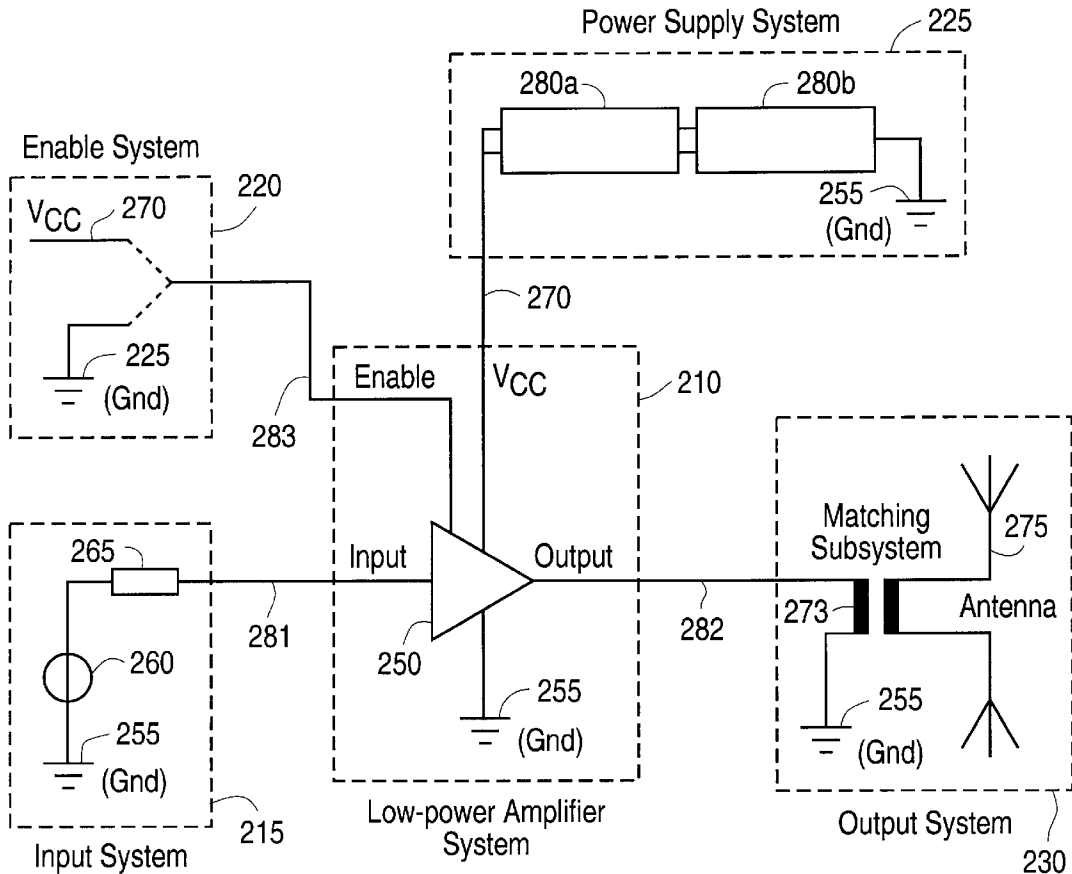 Power Supply System
225
280a
280b
255
(Gnd)
270
Enable System
220
VCC
270
225
(Gnd)
283
Enable
VCC
210
265
281
260
255
(Gnd)
215
Input System
Input
Output
250
255
(Gnd)
Low-power Amplifier
System
282
Matching
Subsystem
275
273
Antenna
255
(Gnd)
Output System
230